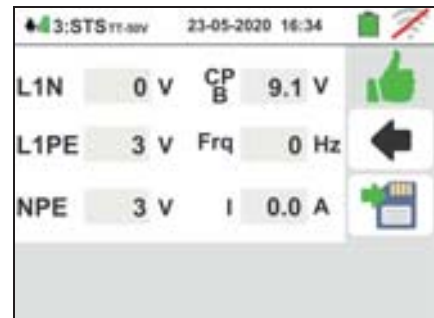 3:STS TT-50V 23-05-2020 16:34
L1N 0 V CP B 9.1 V
L1PE 3 V Frq 0 Hz
NPE 3 V I 0.0 A